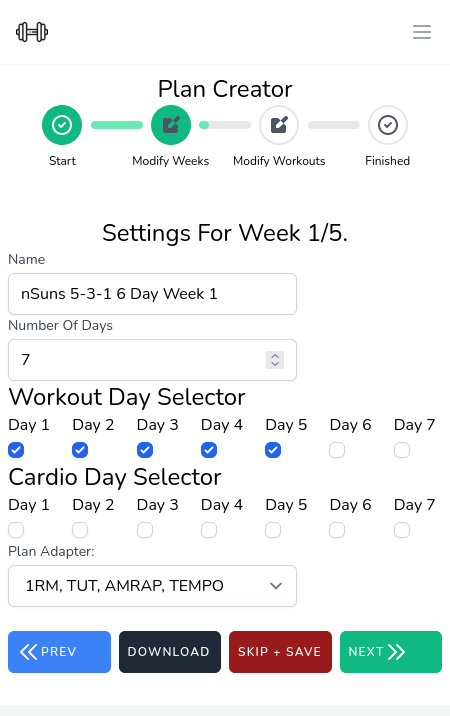 Plan Creator
Start Modify Weeks Modify Workouts Finished
Settings For Week 1/5.
Name
nSuns 5-3-1 6 Day Week 1
Number Of Days
7
Workout Day Selector
Day 1 Day 2 Day 3 Day 4 Day 5 Day 6 Day 7
Cardio Day Selector
Day 1 Day 2 Day 3 Day 4 Day 5 Day 6 Day 7
Plan Adapter:
1RM, TUT, AMRAP, TEMPO
PREV DOWNLOAD SKIP + SAVE NEXT